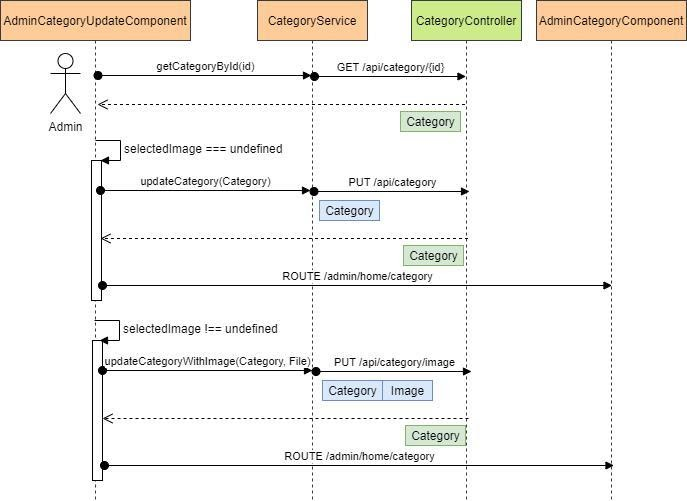 AdminCategoryUpdateComponent
CategoryService
CategoryController
AdminCategoryComponent
getCategoryById(id)
GET /api/category/{id}
Admin
Category
selectedImage === undefined
updateCategory(Category)
PUT /api/category
Category
Category
ROUTE /admin/home/category
selectedImage !== undefined
updateCategoryWithImage(Category, File)
PUT /api/category/image
Category
Image
Category
ROUTE /admin/home/category